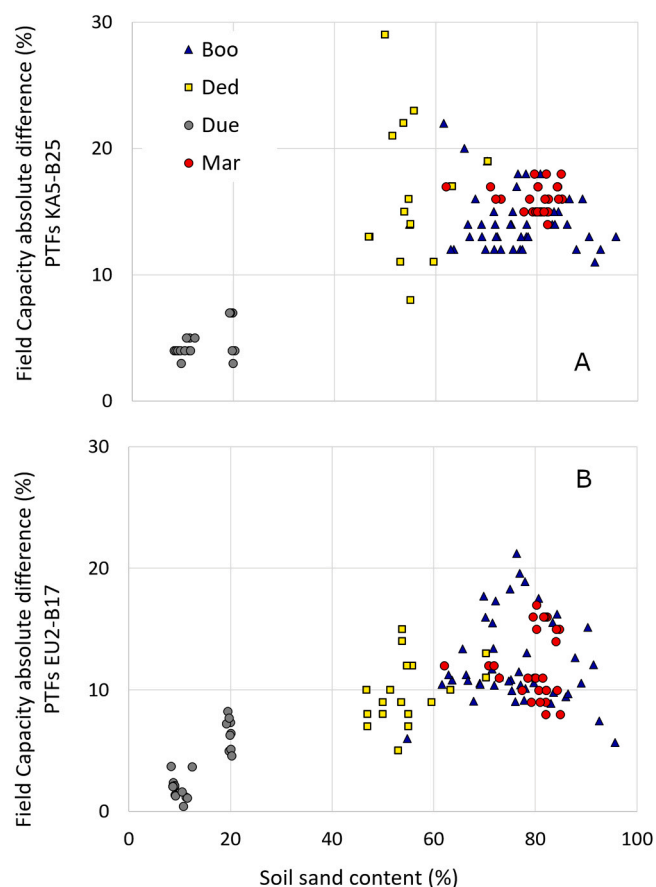 Field Capacity absolute difference (%)
PTFs KA5-B25
30
20
10
0
Boo
Ded
Due
Mar
A
Field Capacity absolute difference (%)
PTFs EU2-B17
30
20
10
0
B
0 20 40 60 80 100
Soil sand content (%)